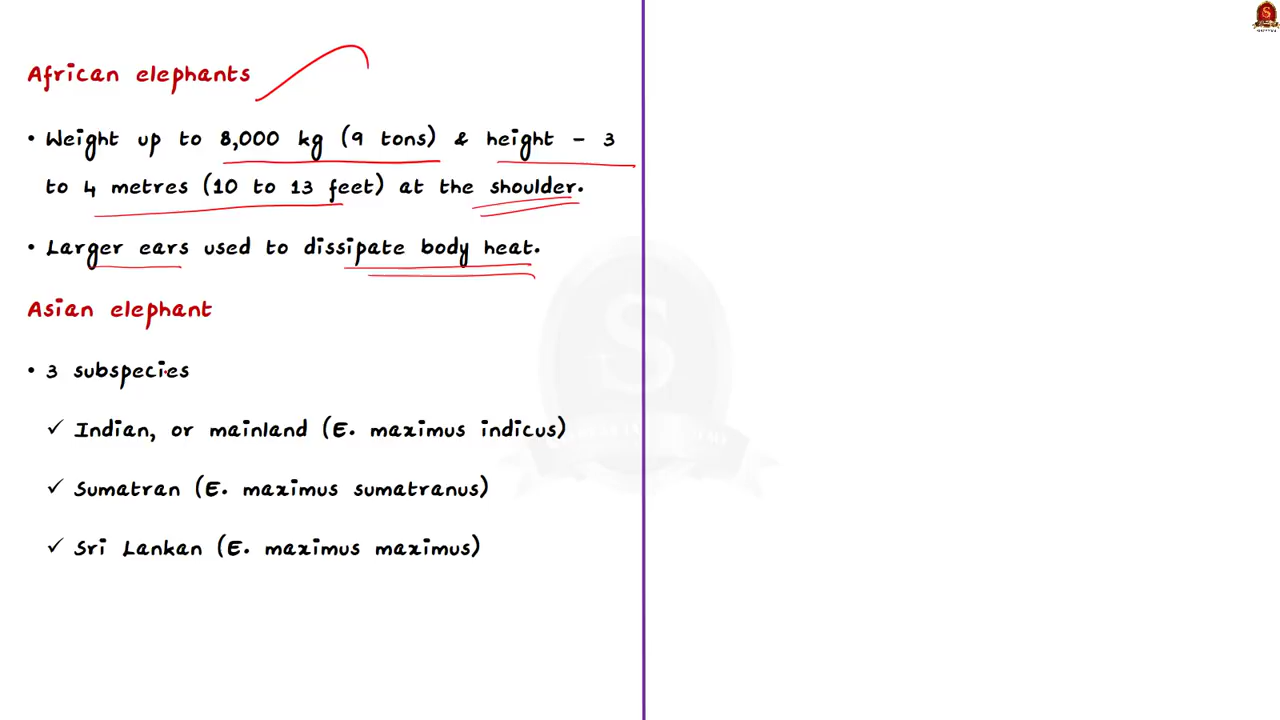 African elephants
• Weight up to 8,000 kg (9 tons) & height - 3
to 4 metres (10 to 13 feet) at the shoulder.
• Larger ears used to dissipate body heat.
Asian elephant
• 3 subspecies
✓ Indian, or mainland (E. maximus indicus)
✓ Sumatran (E. maximus sumatranus)
✓ Sri Lankan (E. maximus maximus)